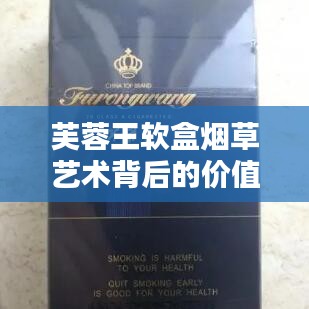 CHINA TOP BRAND
Furongwang
芙蓉王软盒烟草
艺术背后的价值
SMOKING IS HARMFUL
TO YOUR HEALTH
QUIT SMOKING EARLY
IS GOOD FOR YOUR HEALTH